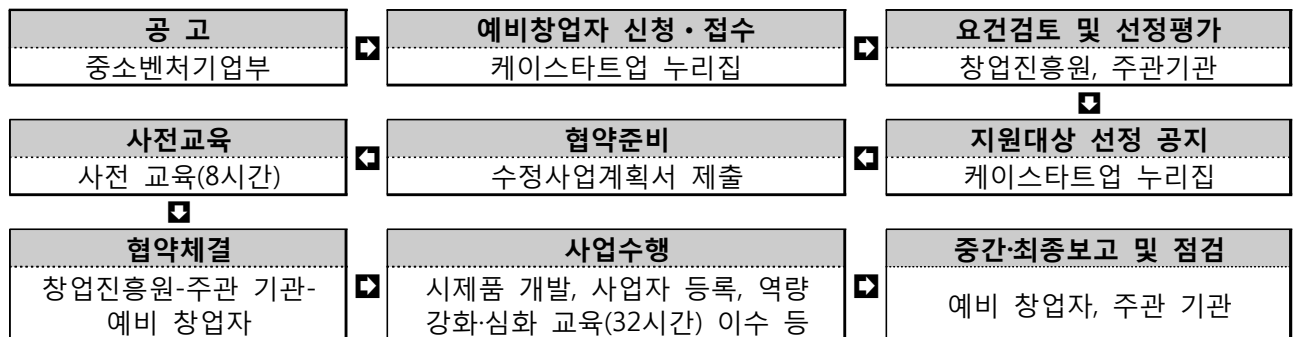 공 고
중소벤처기업부
예비창업자 신청·접수
케이스타트업 누리집
요건검토 및 선정평가
창업진흥원, 주관기관
지원대상 선정 공지
케이스타트업 누리집
협약준비
수정사업계획서 제출
사전교육
사전 교육(8시간)
협약체결
창업진흥원-주관 기관-
예비 창업자
사업수행
시제품 개발, 사업자 등록, 역량
강화·심화 교육(32시간) 이수 등
중간·최종보고 및 점검
예비 창업자, 주관 기관